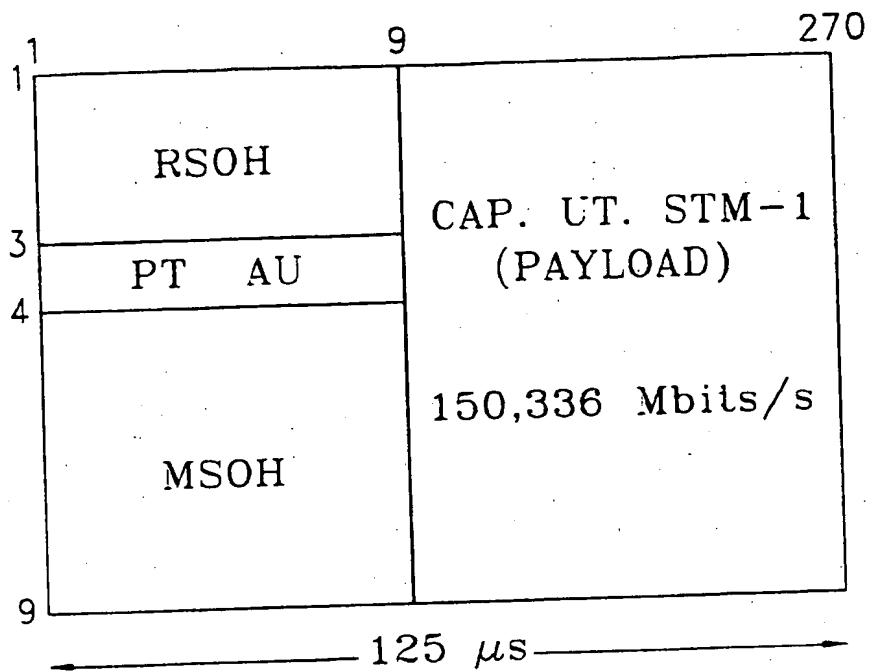 1 9 270
1
RSOH
CAP. UT. STM-1
(PAYLOAD)
3
PT AU
4
150,336 Mbits/s
MSOH
9
125 µs